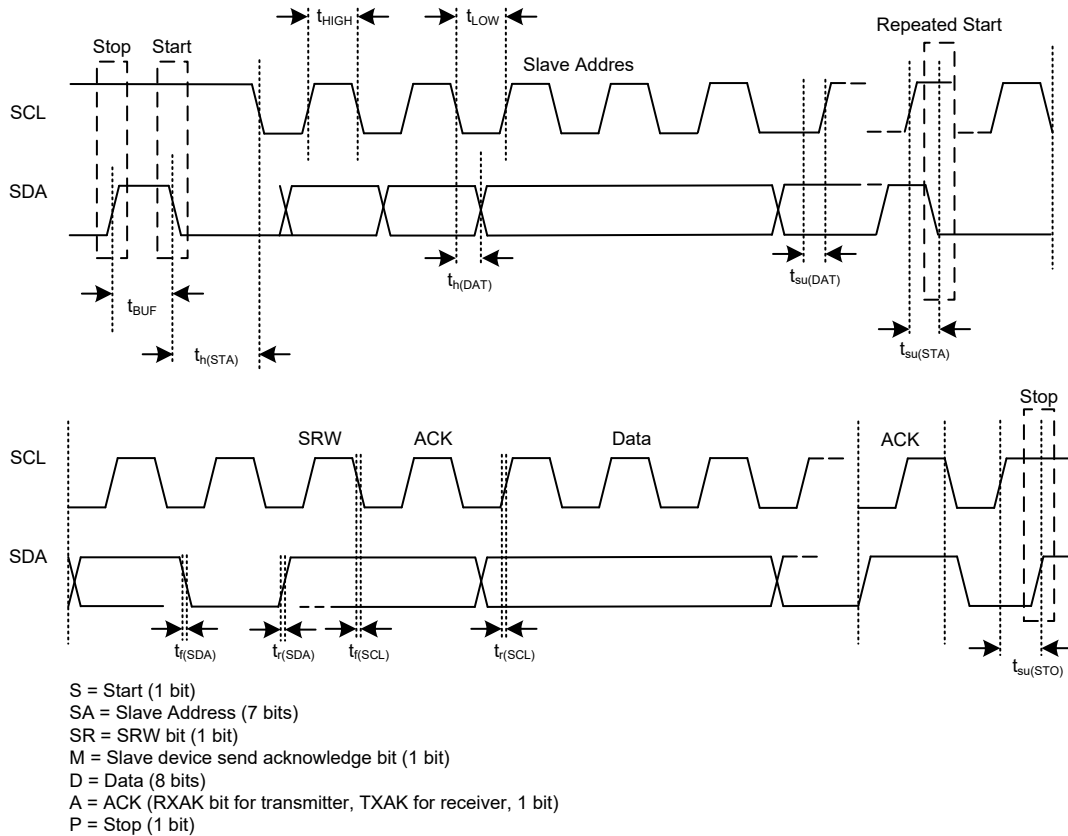 tHIGH tLOW Repeated Start
Stop Start
Slave Addres
SCL
SDA
th(DAT) tsu(DAT)
tBUF
tsu(STA)
th(STA)
Stop
SRW ACK Data ACK
SCL
SDA
tf(SDA) tr(SDA) tf(SCL) tr(SCL)
tsu(STO)
S = Start (1 bit)
SA = Slave Address (7 bits)
SR = SRW bit (1 bit)
M = Slave device send acknowledge bit (1 bit)
D = Data (8 bits)
A = ACK (RXAK bit for transmitter, TXAK for receiver, 1 bit)
P = Stop (1 bit)